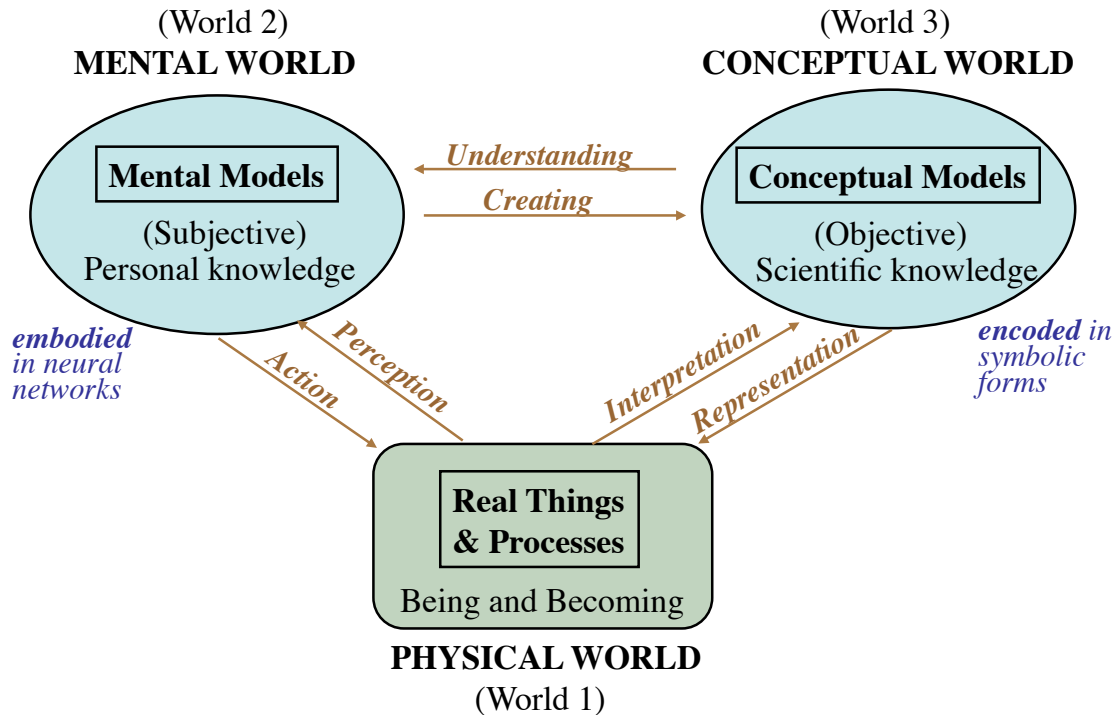 (World 2)
MENTAL WORLD
(World 3)
CONCEPTUAL WORLD
Mental Models
(Subjective)
Personal knowledge
Understanding
Creating
Conceptual Models
(Objective)
Scientific knowledge
embodied
in neural
networks
Action
Perception
Interpretation
Representation
encoded in
symbolic
forms
Real Things
& Processes
Being and Becoming
PHYSICAL WORLD
(World 1)